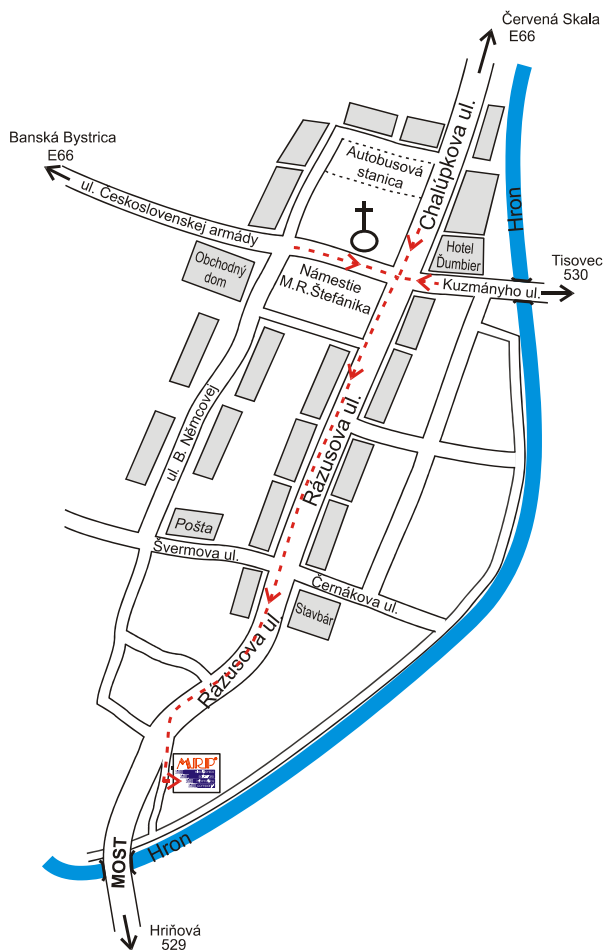 Červená Skala
E66
Chalúpkova ul.
Hron
Banská Bystrica
E66
ul. Československej armády
Autobusová
stanica
Hotel
Ďumbier
Tisovec
530
Kuzmányho ul.
Obchodný
dom
Námestie
M.R.Štefánika
ul. B. Němcovej
Rázusova ul.
Pošta
Švermova ul.
Černákova ul.
Stavbár
Rázusova ul.
M.R.P
MOST
Hron
Hriňová
529